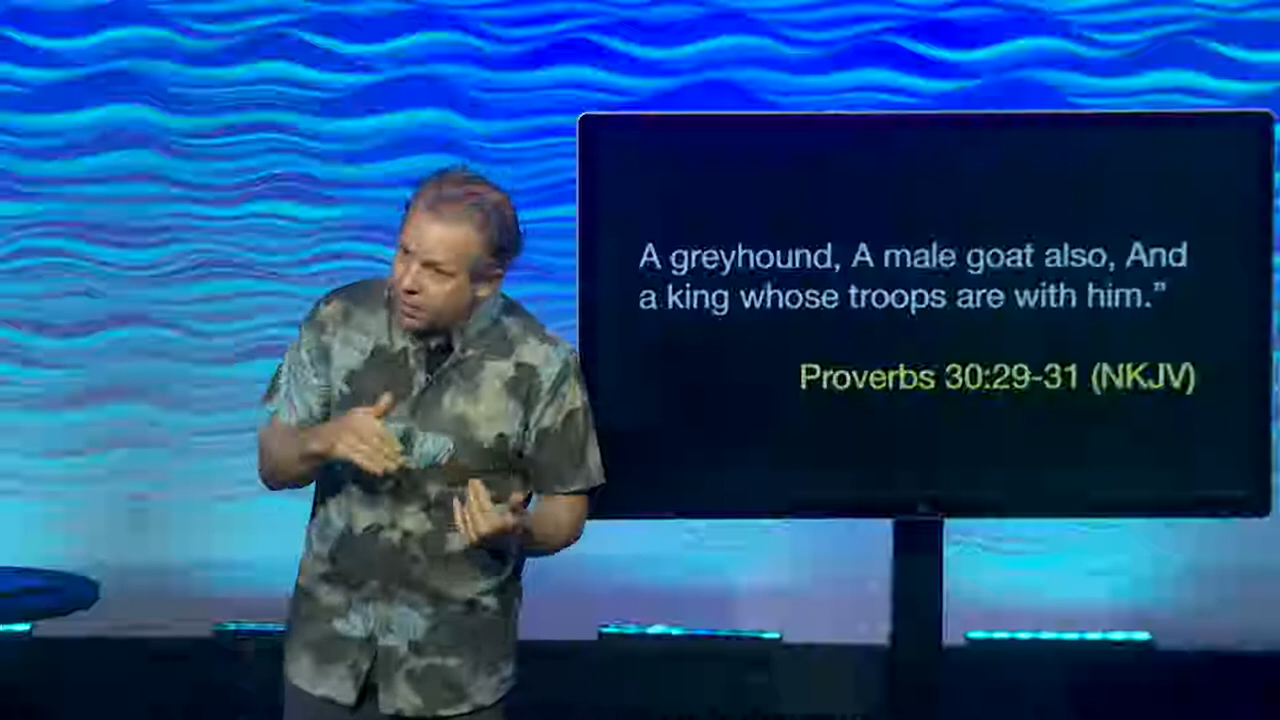 A greyhound, A male goat also, And
a king whose troops are with him.”
Proverbs 30:29-31 (NKJV)